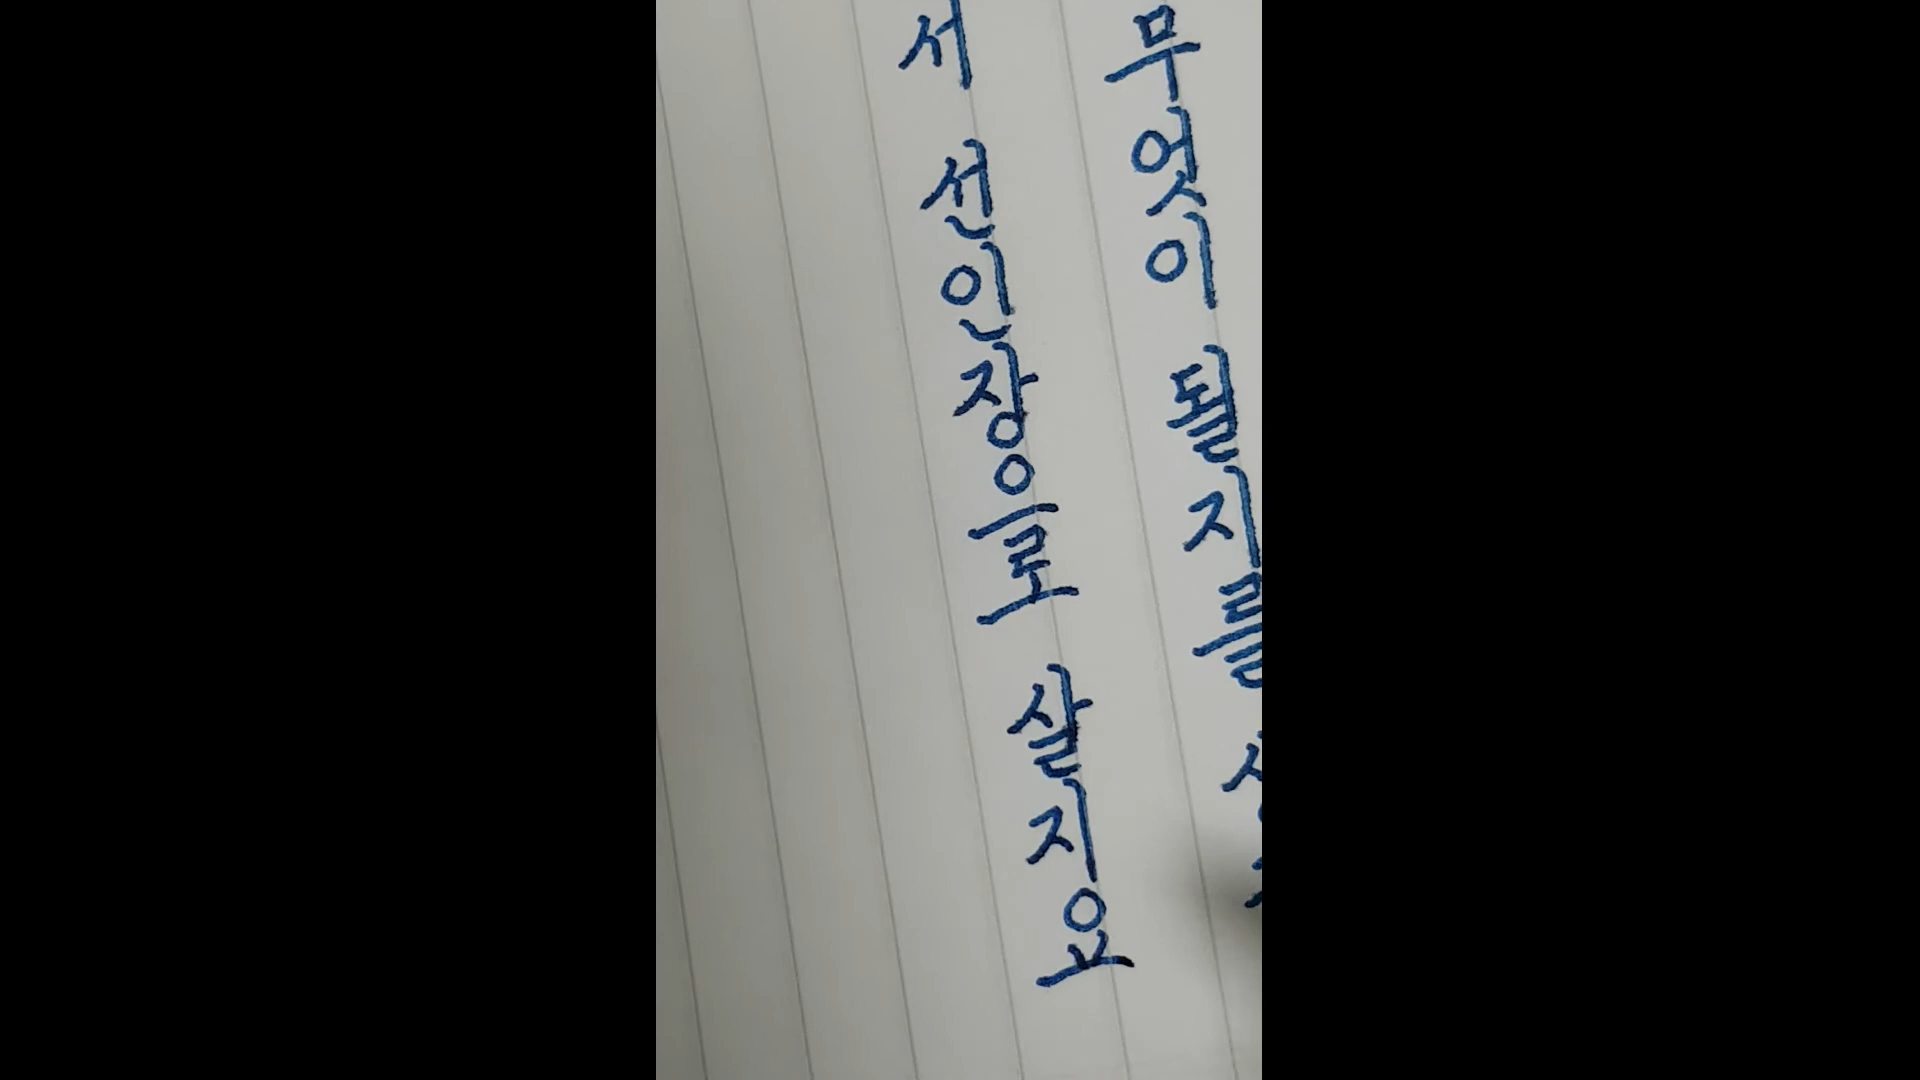 무엇이 될지를
서 선인장으로 살지요